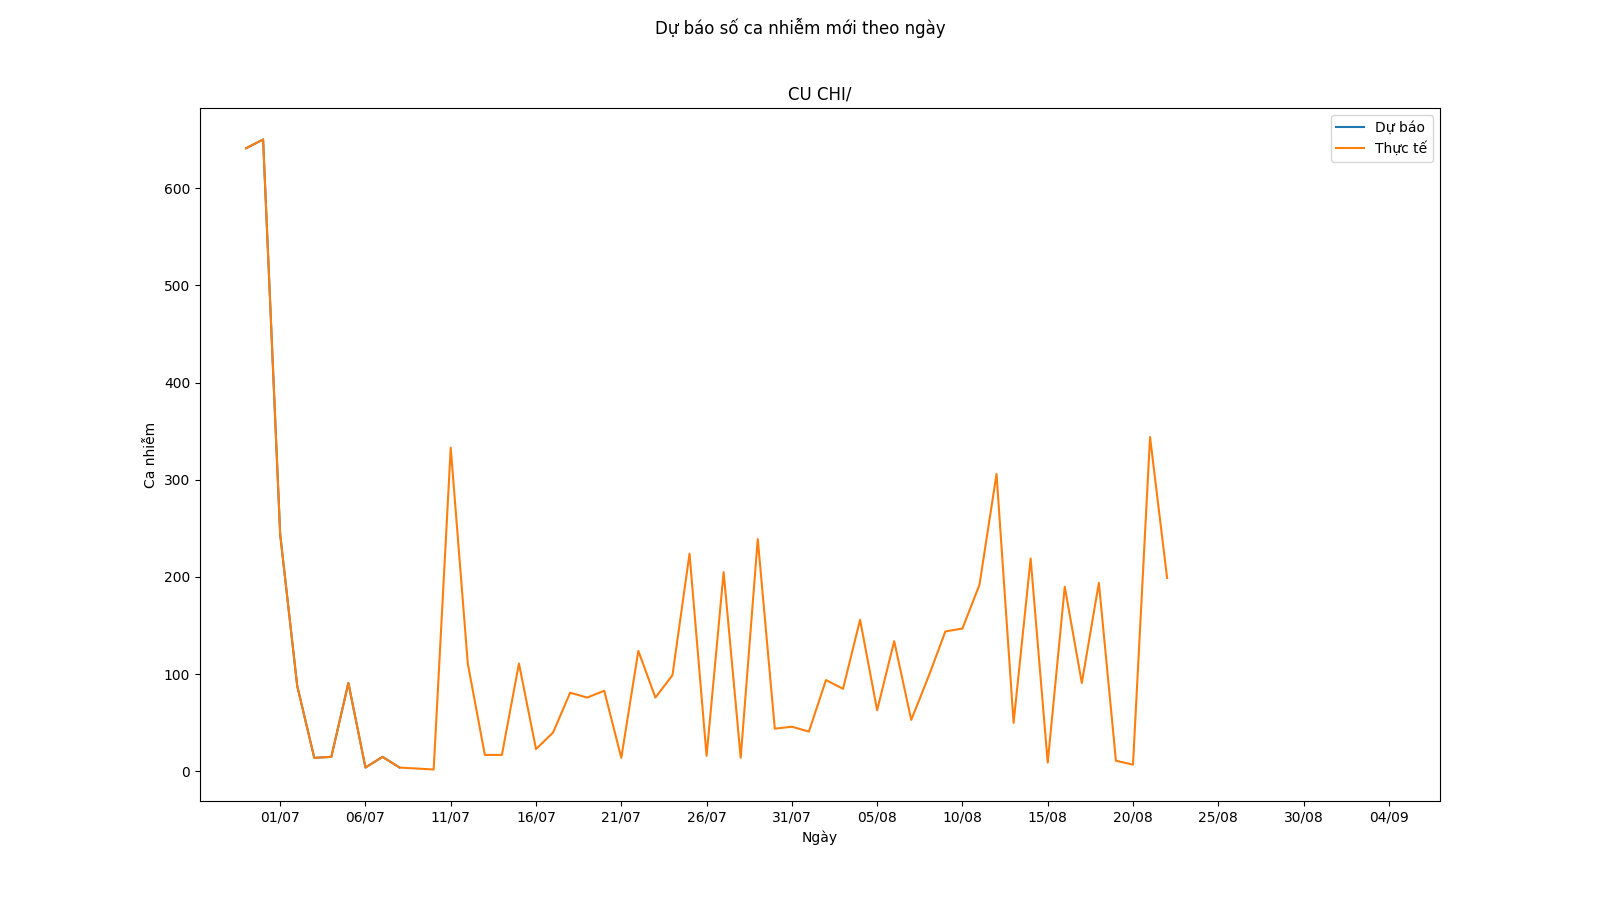 Dự báo số ca nhiễm mới theo ngày
CU CHI/
Dự báo
Thực tế
600
500
400
300
200
100
0
Ca nhiễm
01/07 06/07 11/07 16/07 21/07 26/07 31/07 05/08 10/08 15/08 20/08 25/08 30/08 04/09
Ngày